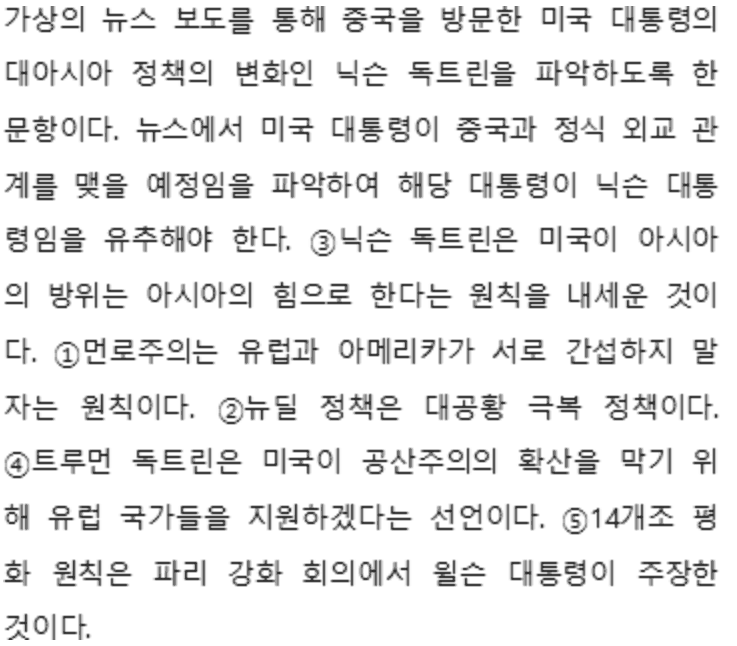 가상의 뉴스 보도를 통해 중국을 방문한 미국 대통령의
대아시아 정책의 변화인 닉슨 독트린을 파악하도록 한
문항이다. 뉴스에서 미국 대통령이 중국과 정식 외교 관
계를 맺을 예정임을 파악하여 해당 대통령이 닉슨 대통
령임을 유추해야 한다. ③닉슨 독트린은 미국이 아시아
의 방위는 아시아의 힘으로 한다는 원칙을 내세운 것이
다. ①먼로주의는 유럽과 아메리카가 서로 간섭하지 말
자는 원칙이다. ②뉴딜 정책은 대공황 극복 정책이다.
④트루먼 독트린은 미국이 공산주의의 확산을 막기 위
해 유럽 국가들을 지원하겠다는 선언이다. ⑤14개조 평
화 원칙은 파리 강화 회의에서 윌슨 대통령이 주장한
것이다.